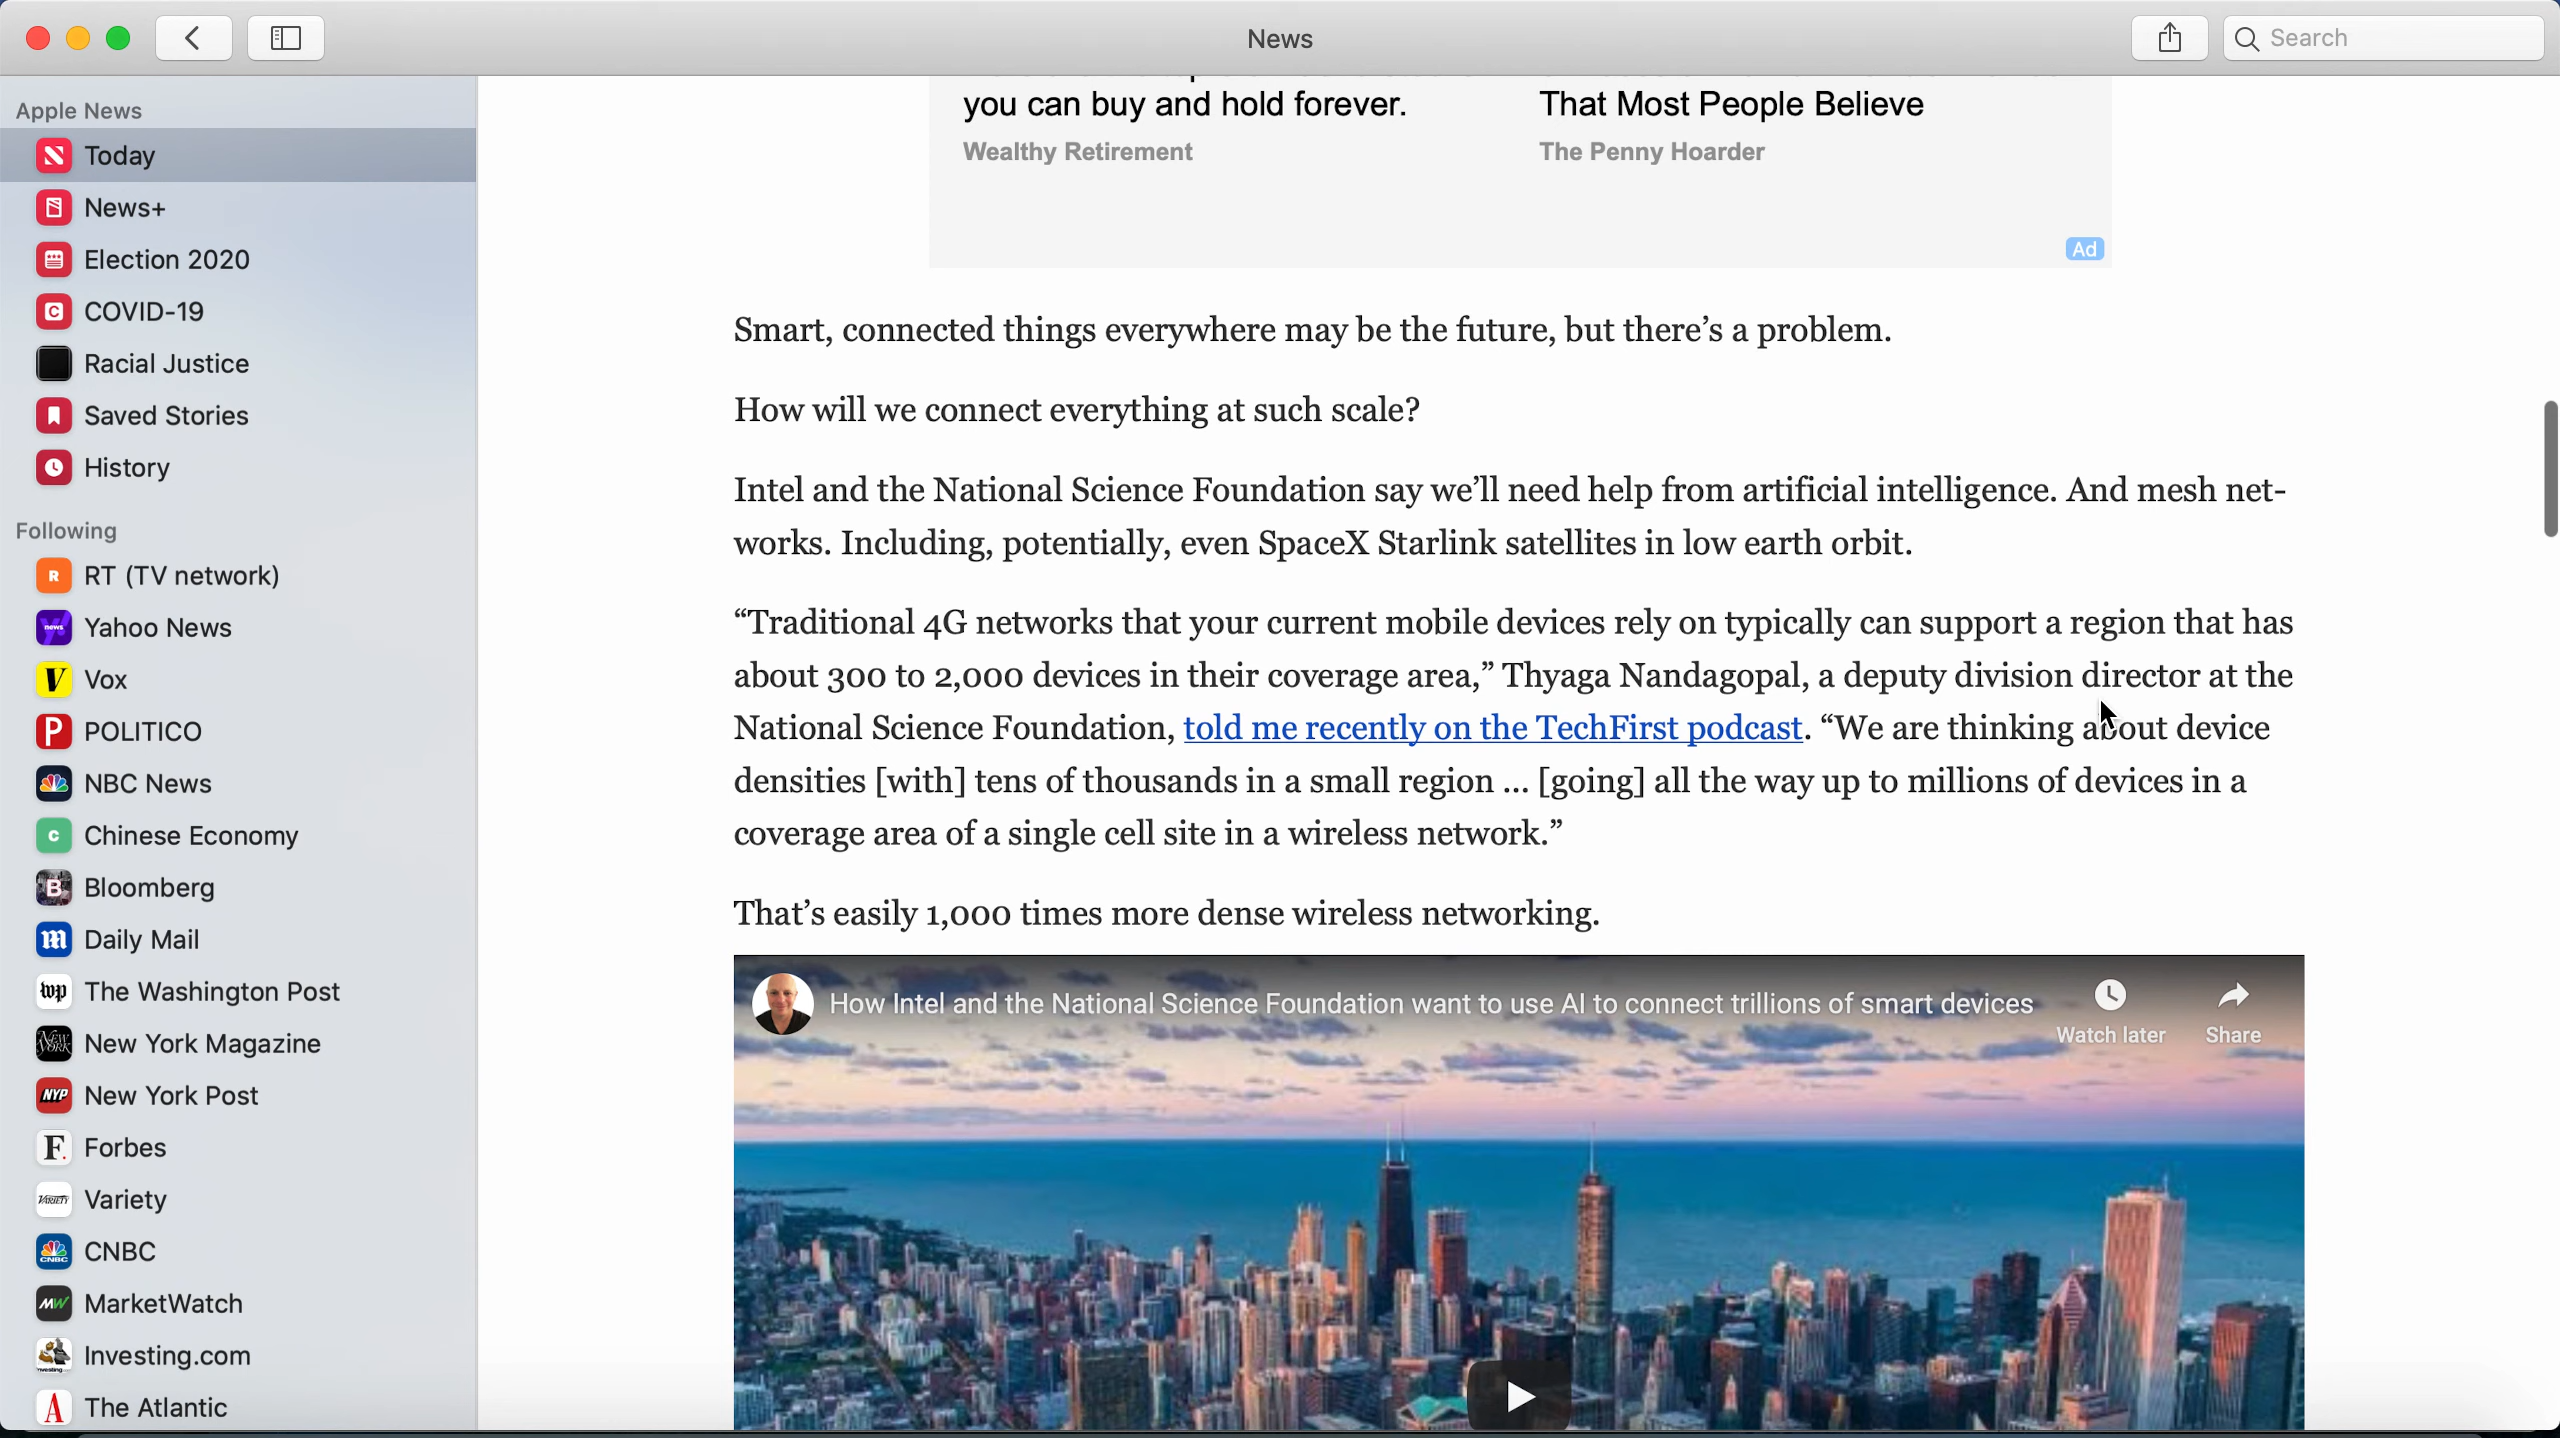 News
Search
Apple News
Today
News+
Election 2020
COVID-19
Racial Justice
Saved Stories
History
Following
RT (TV network)
Yahoo News
Vox
POLITICO
NBC News
Chinese Economy
Bloomberg
Daily Mail
The Washington Post
New York Magazine
New York Post
Forbes
Variety
CNBC
MarketWatch
Investing.com
The Atlantic
you can buy and hold forever.
Wealthy Retirement
That Most People Believe
The Penny Hoarder
Ad
Smart, connected things everywhere may be the future, but there’s a problem.
How will we connect everything at such scale?
Intel and the National Science Foundation say we’ll need help from artificial intelligence. And mesh net-
works. Including, potentially, even SpaceX Starlink satellites in low earth orbit.
“Traditional 4G networks that your current mobile devices rely on typically can support a region that has
about 300 to 2,000 devices in their coverage area,” Thyaga Nandagopal, a deputy division director at the
National Science Foundation, told me recently on the TechFirst podcast. “We are thinking about device
densities [with] tens of thousands in a small region ... [going] all the way up to millions of devices in a
coverage area of a single cell site in a wireless network.”
That’s easily 1,000 times more dense wireless networking.
How Intel and the National Science Foundation want to use AI to connect trillions of smart devices
Watch later
Share